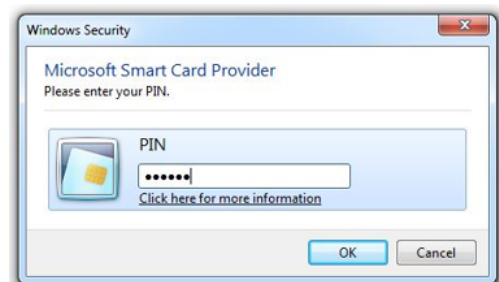 Windows Security
Microsoft Smart Card Provider
Please enter your PIN.
PIN
••••••
Click here for more information
OK
Cancel